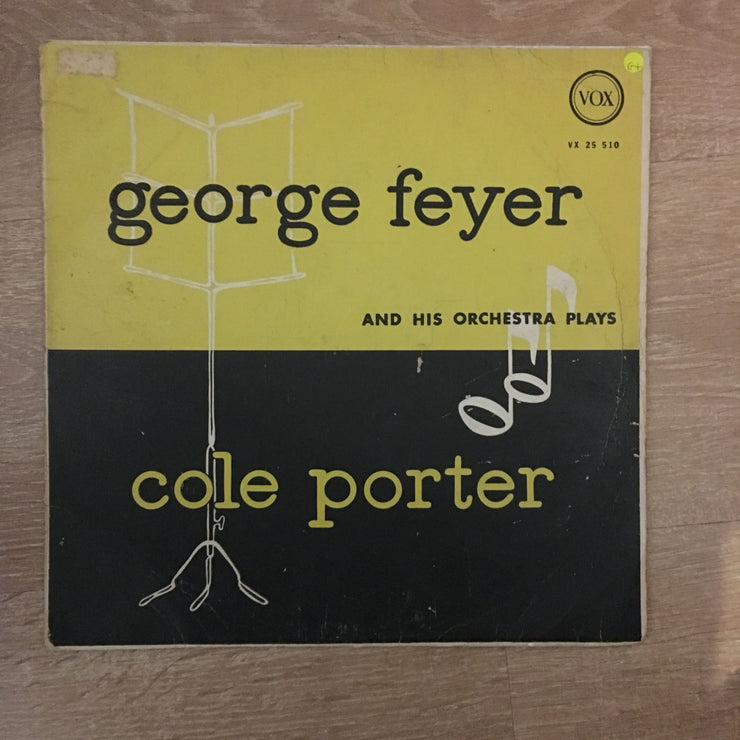 G+
VOX
VX 25 510
george feyer
AND HIS ORCHESTRA PLAYS
cole porter